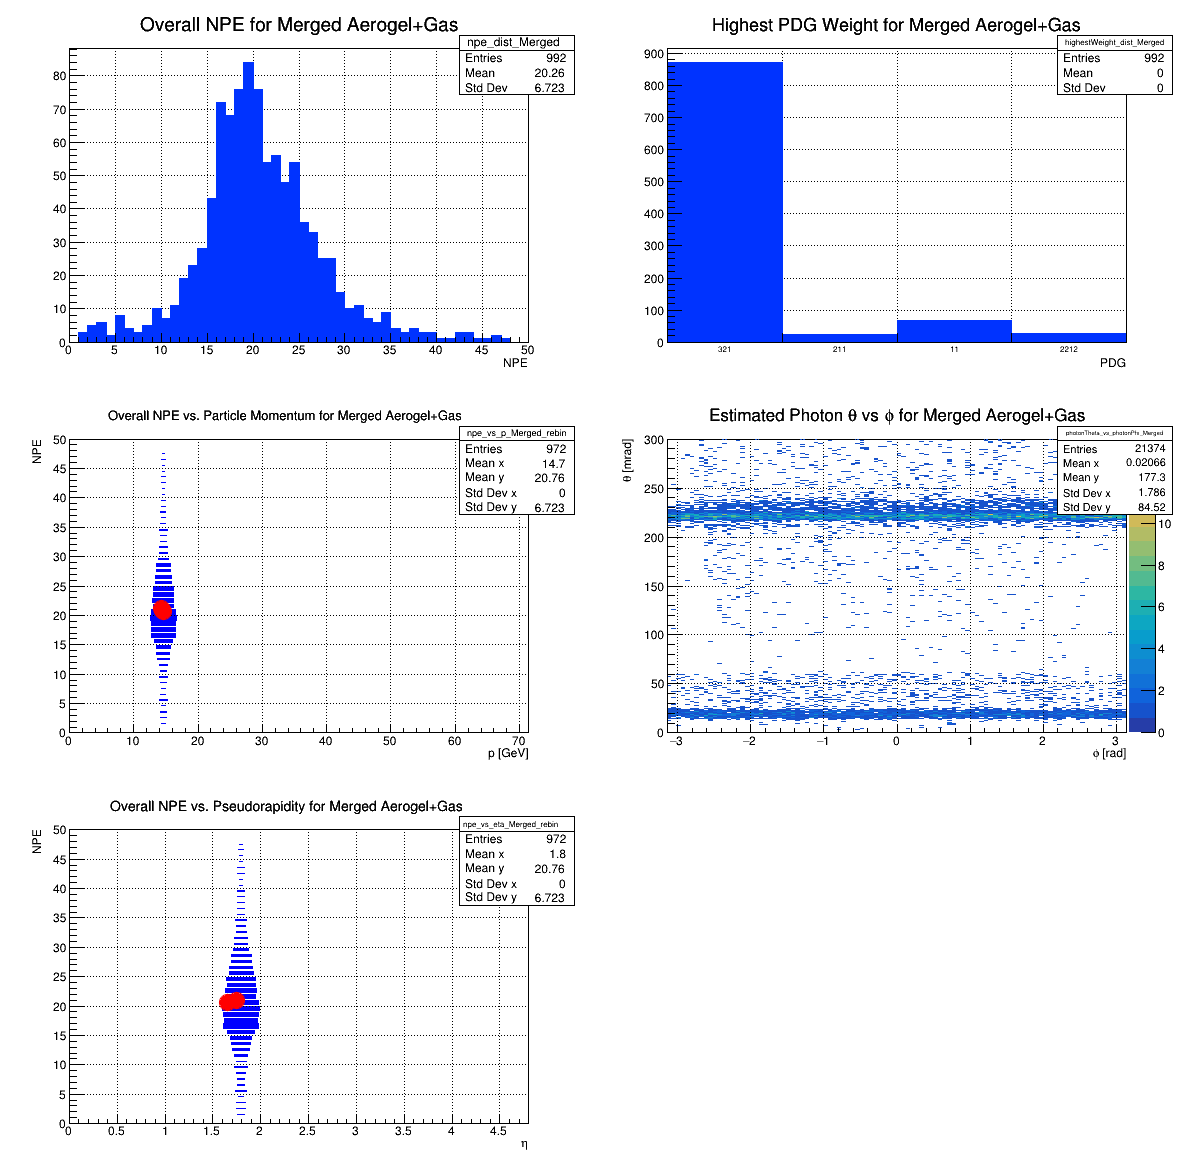 Overall NPE for Merged Aerogel+Gas
npe_dist_Merged
Entries 992
Mean 20.26
Std Dev 6.723
80
70
60
50
40
30
20
10
0
0 5 10 15 20 25 30 35 40 45 50
NPE
Highest PDG Weight for Merged Aerogel+Gas
highestWeight_dist_Merged
Entries 992
Mean 0
Std Dev 0
900
800
700
600
500
400
300
200
100
0
321 211 11 2212
PDG
Overall NPE vs. Particle Momentum for Merged Aerogel+Gas
npe_vs_p_Merged_rebin
Entries 972
Mean x 14.7
Mean y 20.76
Std Dev x 0
Std Dev y 6.723
NPE
50
45
40
35
30
25
20
15
10
5
0
0 10 20 30 40 50 60 70
p [GeV]
Estimated Photon θ vs ϕ for Merged Aerogel+Gas
photonTheta_vs_photonPhi_Merged
Entries 21374
Mean x 0.02066
Mean y 177.3
Std Dev x 1.786
Std Dev y 84.52
θ [mrad]
300
250
200
150
100
50
0
−3 −2 −1 0 1 2 3
ϕ [rad]
10
8
6
4
2
0
Overall NPE vs. Pseudorapidity for Merged Aerogel+Gas
npe_vs_eta_Merged_rebin
Entries 972
Mean x 1.8
Mean y 20.76
Std Dev x 0
Std Dev y 6.723
NPE
50
45
40
35
30
25
20
15
10
5
0
0 0.5 1 1.5 2 2.5 3 3.5 4 4.5
η